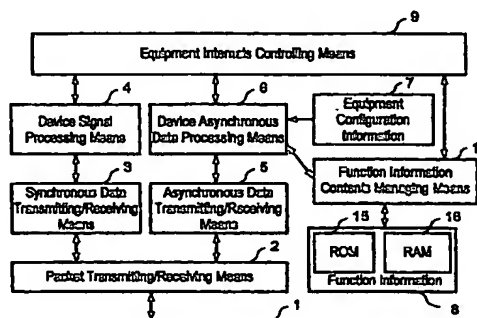 9
Equipment Internals Controlling Means
4
6
7
Device Signal
Processing Means
Device Asynchronous
Data Processing Means
Equipment
Configuration
Information
3
5
1
Synchronous Data
Transmitting/Receiving
Means
Asynchronous Data
Transmitting/Receiving
Means
Function Information
Contents Managing Means
2
15
16
ROM
RAM
Packet Transmitting/Receiving Means
Function Information
1
8